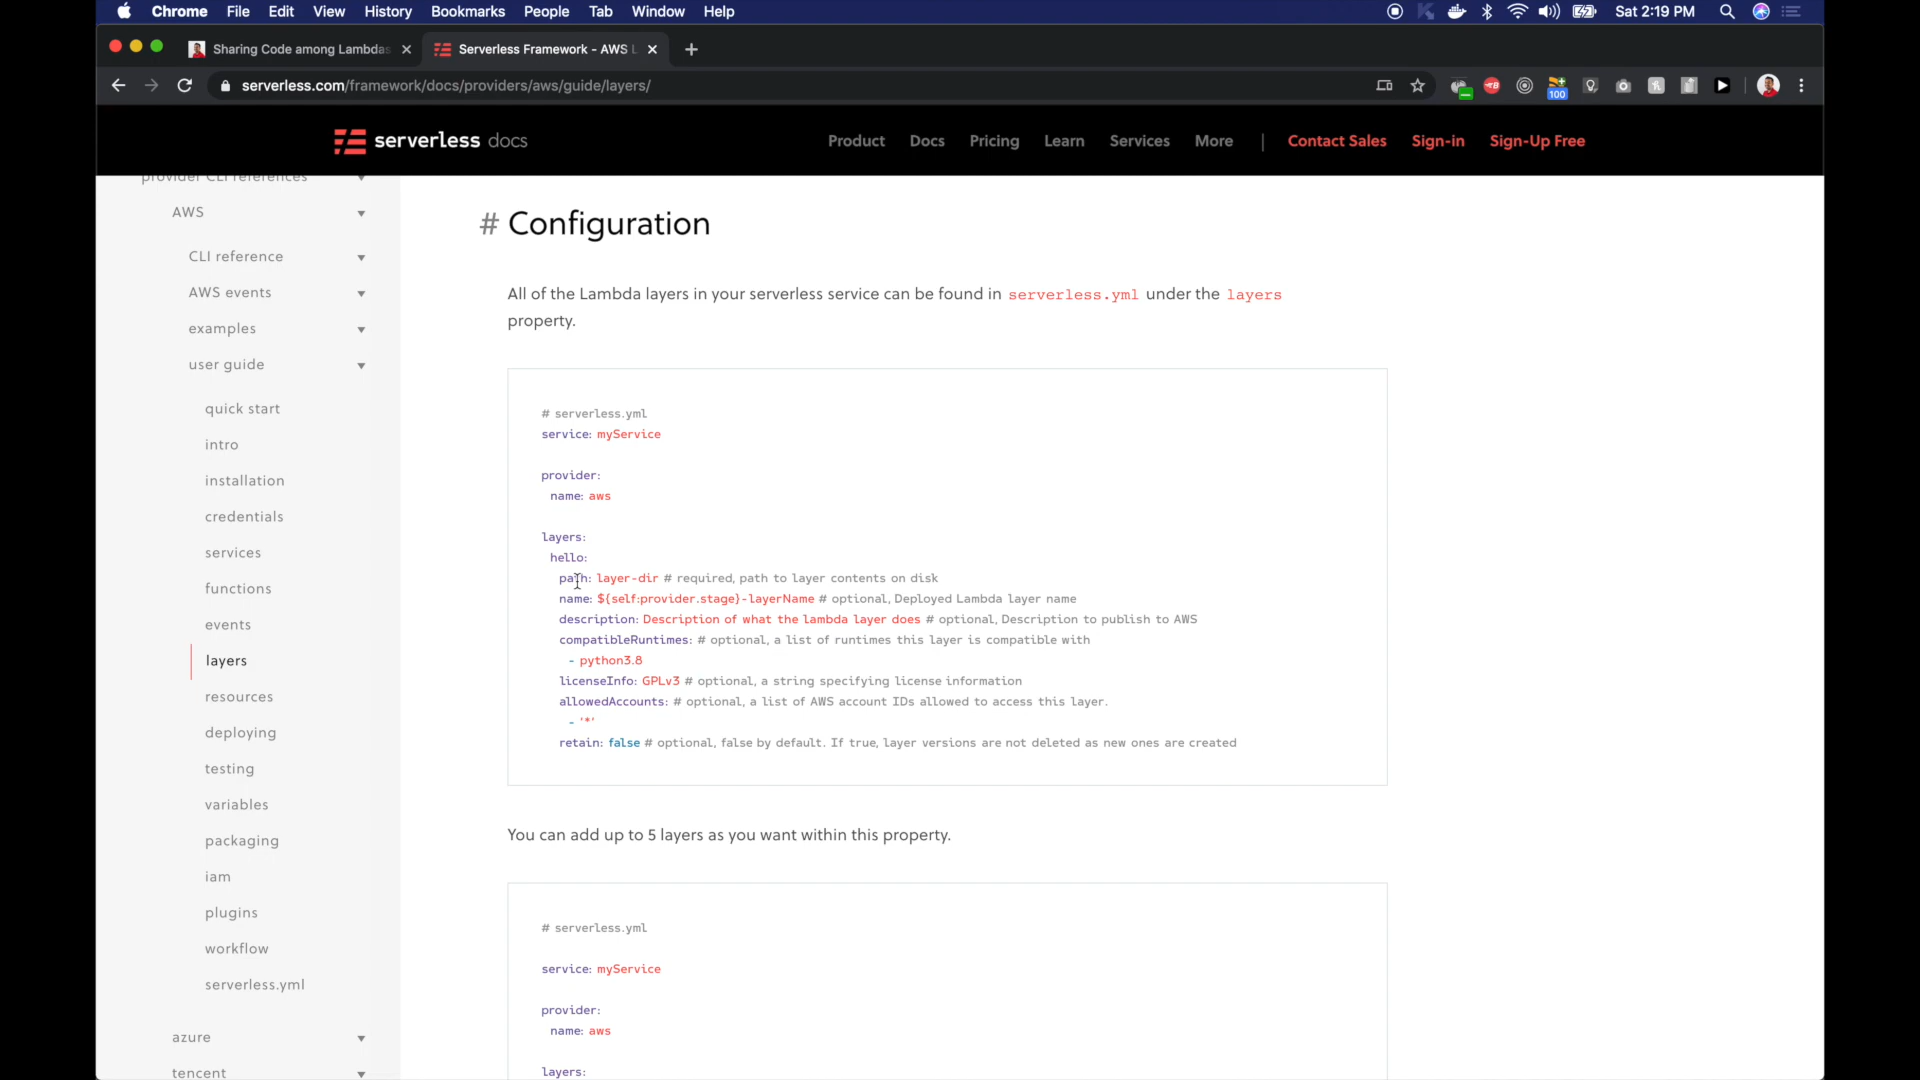 Chrome File Edit View History Bookmarks People Tab Window Help Sat 2:19 PM
Sharing Code among Lambdas Serverless Framework - AWS L
serverless.com/framework/docs/providers/aws/guide/layers/
100
serverless docs Product Docs Pricing Learn Services More | Contact Sales Sign-in Sign-Up Free
provider CLI references
AWS
CLI reference
AWS events
examples
user guide
quick start
intro
installation
credentials
services
functions
events
layers
resources
deploying
testing
variables
packaging
iam
plugins
workflow
serverless.yml
azure
tencent
# Configuration
All of the Lambda layers in your serverless service can be found in serverless.yml under the layers
property.
# serverless.yml
service: myService
provider:
name: aws
layers:
hello:
path: layer-dir # required, path to layer contents on disk
name: ${self:provider.stage}-layerName # optional, Deployed Lambda layer name
description: Description of what the lambda layer does # optional, Description to publish to AWS
compatibleRuntimes: # optional, a list of runtimes this layer is compatible with
- python3.8
licenseInfo: GPLv3 # optional, a string specifying license information
allowedAccounts: # optional, a list of AWS account IDs allowed to access this layer.
- '*'
retain: false # optional, false by default. If true, layer versions are not deleted as new ones are created
You can add up to 5 layers as you want within this property.
# serverless.yml
service: myService
provider:
name: aws
layers: